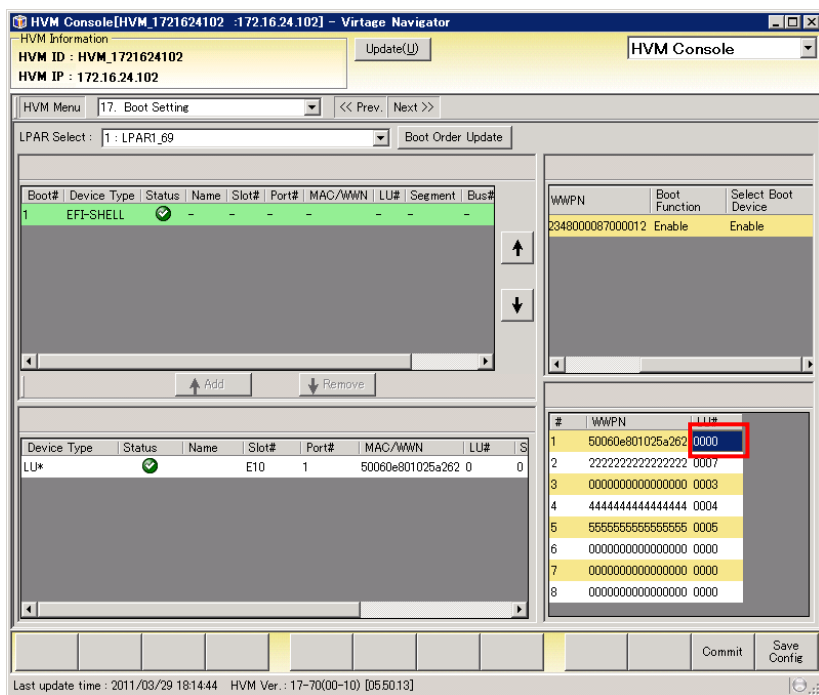 HVM Console[HVM_1721624102 :172.16.24.102] - Virtage Navigator
HVM Information
HVM ID : HVM_1721624102
HVM IP : 172.16.24.102
Update(U)
HVM Console
HVM Menu 17. Boot Setting << Prev. Next >>
LPAR Select : 1 : LPAR1_69 Boot Order Update
Boot# Device Type Status Name Slot# Port# MAC/WWN LU# Segment Bus#
1 EFI-SHELL - - - - - - -
WWPN Boot Function Select Boot Device
2348000087000012 Enable Enable
Add Remove
Device Type Status Name Slot# Port# MAC/WWN LU# S
LU* E10 1 50060e801025a262 0 0
# WWPN LU#
1 50060e801025a262 0000
2 2222222222222222 0007
3 0000000000000000 0003
4 4444444444444444 0004
5 5555555555555555 0005
6 0000000000000000 0000
7 0000000000000000 0000
8 0000000000000000 0000
Commit Save Config
Last update time : 2011/03/29 18:14:44 HVM Ver. : 17-70(00-10) [05.50.13]